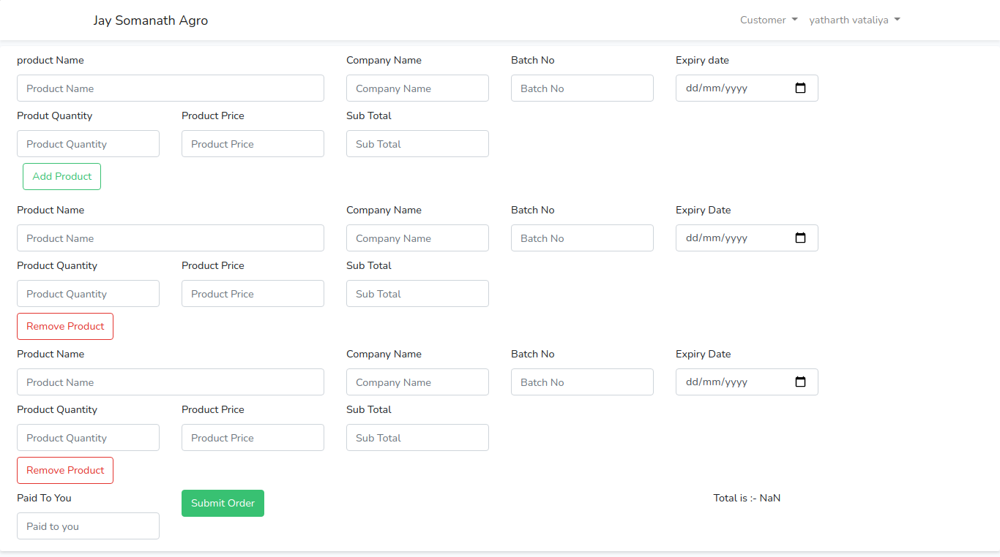 Jay Somanath Agro Customer yatharth vataliya
product Name Company Name Batch No Expiry date
Product Name Company Name Batch No dd/mm/yyyy
Produt Quantity Product Price Sub Total
Product Quantity Product Price Sub Total
Add Product
Product Name Company Name Batch No Expiry Date
Product Name Company Name Batch No dd/mm/yyyy
Product Quantity Product Price Sub Total
Product Quantity Product Price Sub Total
Remove Product
Product Name Company Name Batch No Expiry Date
Product Name Company Name Batch No dd/mm/yyyy
Product Quantity Product Price Sub Total
Product Quantity Product Price Sub Total
Remove Product
Paid To You Submit Order Total is :- NaN
Paid to you